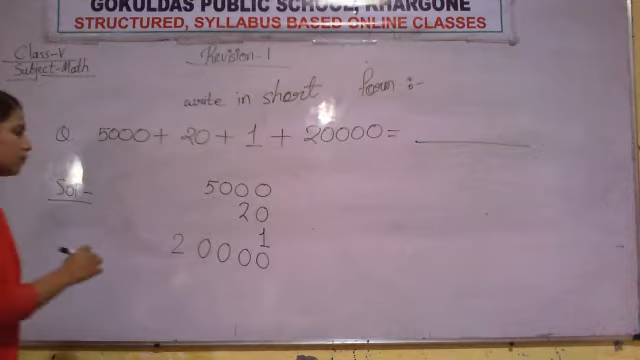 GOKULDAS PUBLIC SCHOOL, KHARGONE
STRUCTURED, SYLLABUS BASED ONLINE CLASSES
Class-V
Subject-Math
Revision-1
write in short form :-
Q. 5000 + 20 + 1 + 20000 = ________
Sol-
5000
20
1
20000